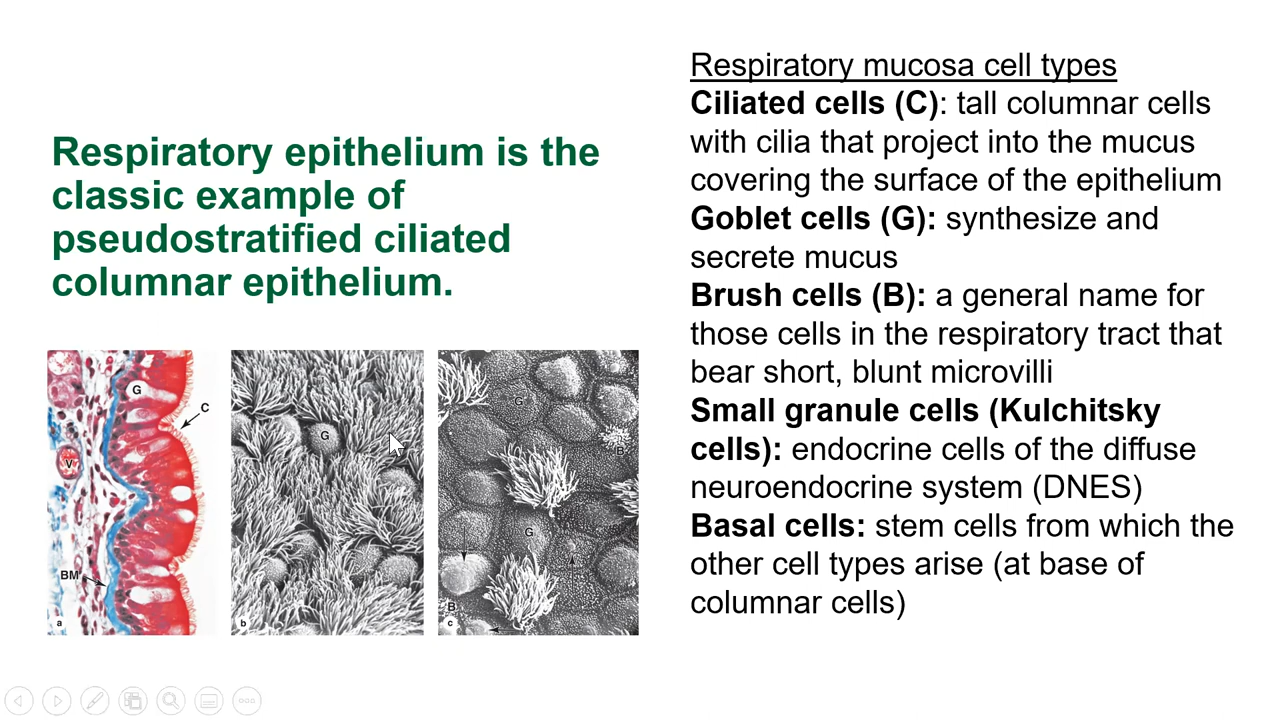 Respiratory epithelium is the
classic example of
pseudostratified ciliated
columnar epithelium.
G
C
V
BM
a
G
b
G
B
G
B
c
Respiratory mucosa cell types
Ciliated cells (C): tall columnar cells
with cilia that project into the mucus
covering the surface of the epithelium
Goblet cells (G): synthesize and
secrete mucus
Brush cells (B): a general name for
those cells in the respiratory tract that
bear short, blunt microvilli
Small granule cells (Kulchitsky
cells): endocrine cells of the diffuse
neuroendocrine system (DNES)
Basal cells: stem cells from which the
other cell types arise (at base of
columnar cells)